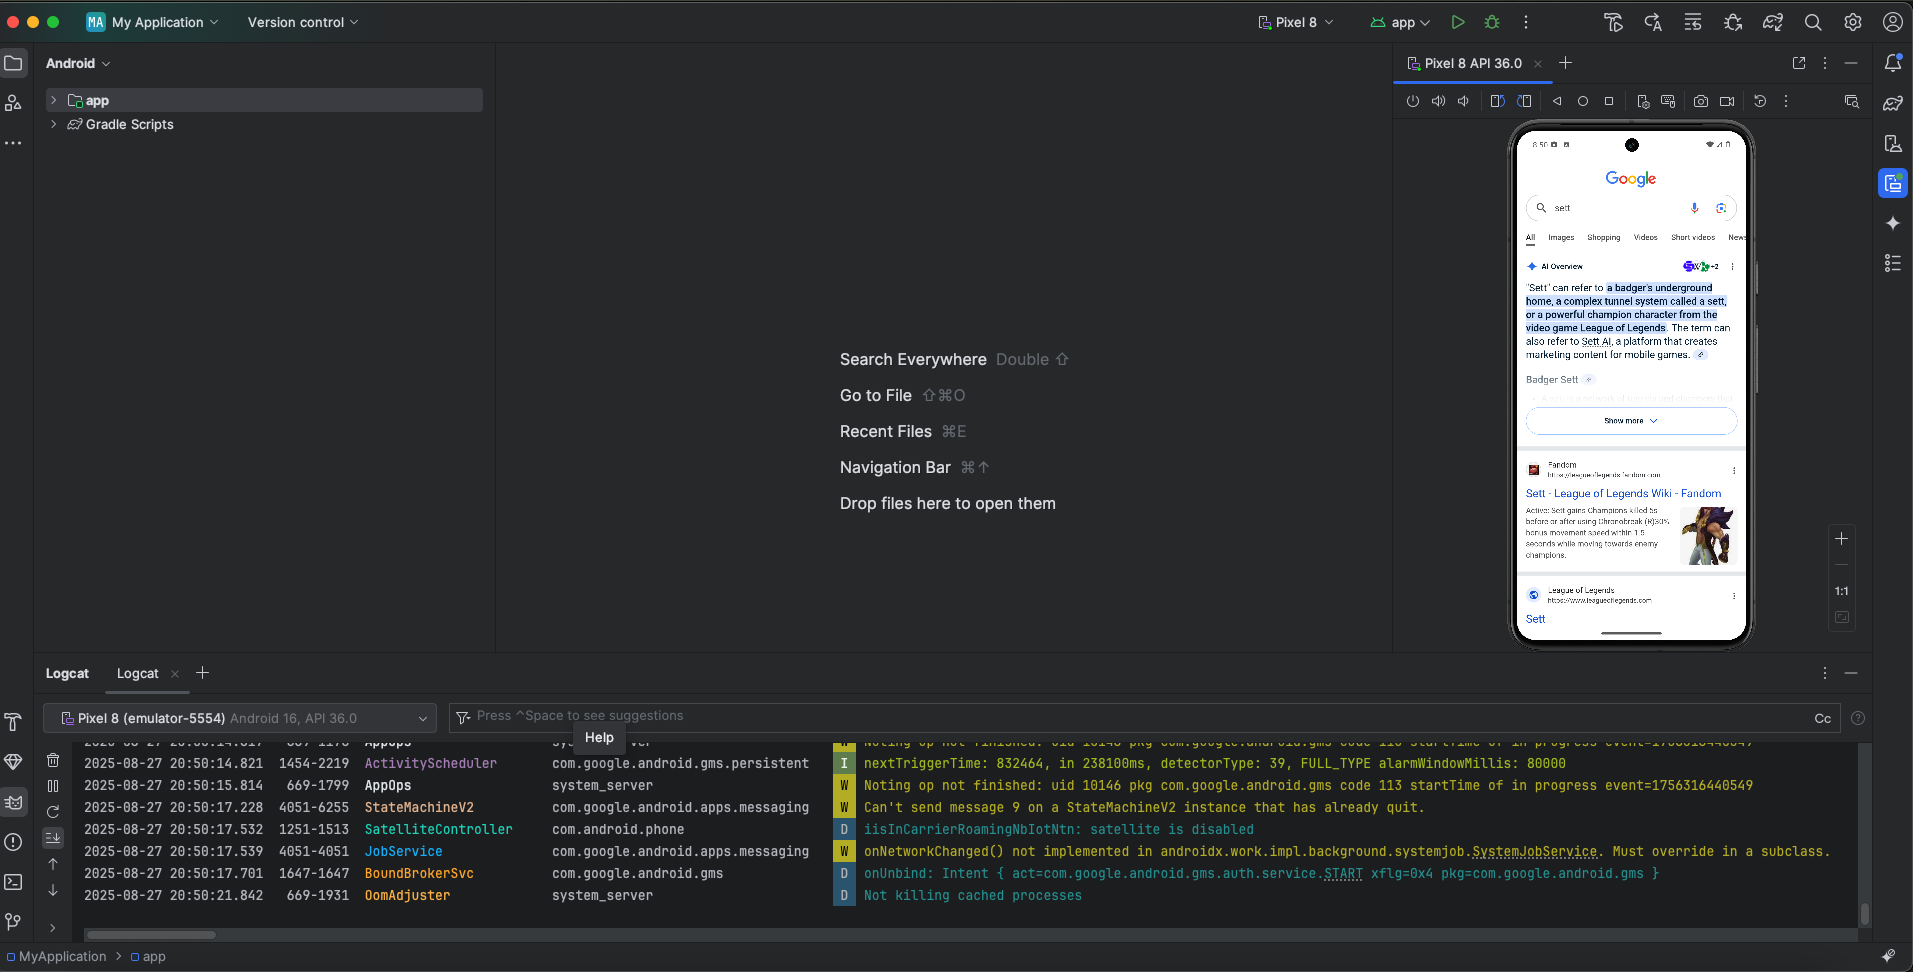 MA My Application Version control Pixel 8 app
Android
app
Gradle Scripts
Search Everywhere Double ⇧
Go to File ⇧⌘O
Recent Files ⌘E
Navigation Bar ⌘↑
Drop files here to open them
Pixel 8 API 36.0
8:50
Google
sett
All Images Shopping Videos Short videos News
AI Overview +2
"Sett" can refer to a badger's underground
home, a complex tunnel system called a sett,
or a powerful champion character from the
video game League of Legends. The term can
also refer to Sett AI, a platform that creates
marketing content for mobile games.
Badger Sett
Show more
Fandom
https://leagueoflegends.fandom.com
Sett - League of Legends Wiki - Fandom
Active: Sett gains Champions killed 5s
before or after using Chronobreak (R)30%
bonus movement speed within 1.5
seconds while moving towards enemy
champions.
League of Legends
https://www.leagueoflegends.com
Sett
1:1
Logcat Logcat
Pixel 8 (emulator-5554) Android 16, API 36.0 Press ^Space to see suggestions Cc
Help
2025-08-27 20:50:14.821 1454-2219 ActivityScheduler com.google.android.gms.persistent I nextTriggerTime: 832464, in 238100ms, detectorType: 39, FULL_TYPE alarmWindowMillis: 80000
2025-08-27 20:50:15.814 669-1799 AppOps system_server W Noting op not finished: uid 10146 pkg com.google.android.gms code 113 startTime of in progress event=1756316440549
2025-08-27 20:50:17.228 4051-6255 StateMachineV2 com.google.android.apps.messaging W Can't send message 9 on a StateMachineV2 instance that has already quit.
2025-08-27 20:50:17.532 1251-1513 SatelliteController com.android.phone D iisInCarrierRoamingNbIotNtn: satellite is disabled
2025-08-27 20:50:17.539 4051-4051 JobService com.google.android.apps.messaging W onNetworkChanged() not implemented in androidx.work.impl.background.systemjob.SystemJobService. Must override in a subclass.
2025-08-27 20:50:17.701 1647-1647 BoundBrokerSvc com.google.android.gms D onUnbind: Intent { act=com.google.android.gms.auth.service.START xflg=0x4 pkg=com.google.android.gms }
2025-08-27 20:50:21.842 669-1931 OomAdjuster system_server D Not killing cached processes
MyApplication > app